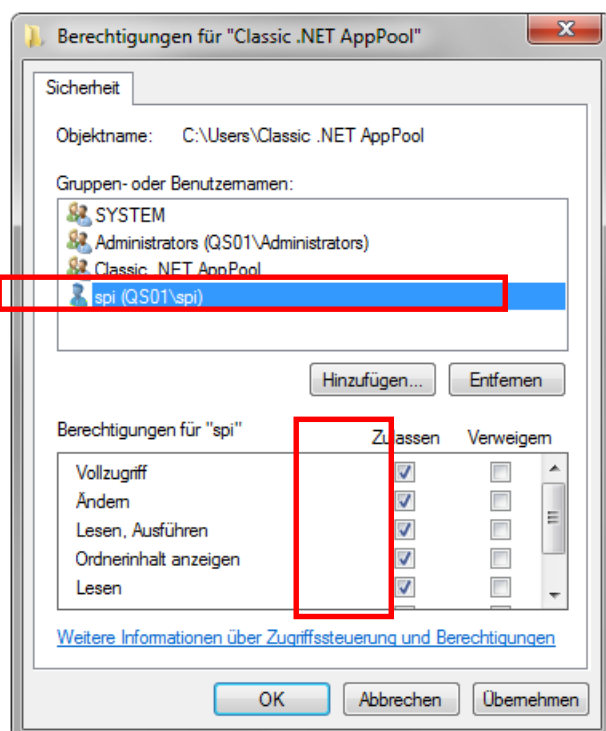 Berechtigungen für "Classic .NET AppPool"
Sicherheit
Objektname: C:\Users\Classic .NET AppPool
Gruppen- oder Benutzernamen:
SYSTEM
Administrators (QS01\Administrators)
Classic .NET AppPool
spi (QS01\spi)
Hinzufügen... Entfernen
Berechtigungen für "spi" Zulassen Verweigern
Vollzugriff
Ändern
Lesen, Ausführen
Ordnerinhalt anzeigen
Lesen
Weitere Informationen über Zugriffssteuerung und Berechtigungen
OK Abbrechen Übernehmen